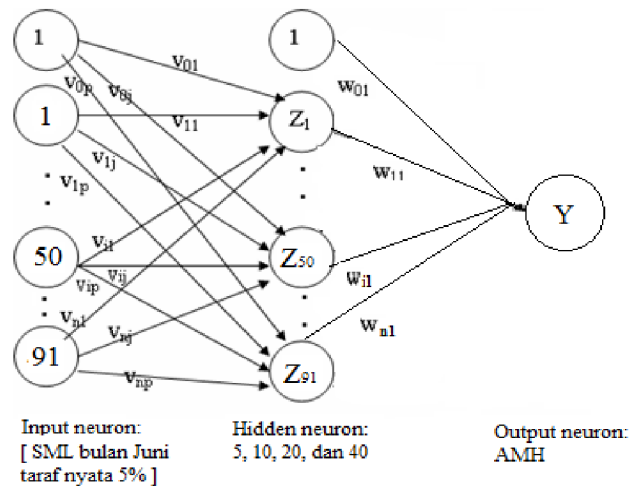 1
1
v01
w01
v0p
v0j
1
v11
Z1
v1j
w11
v1p
50
vi1
vij
vip
Z50
wi1
Y
vn1
wn1
91
vnj
Z91
vnp
Input neuron:
[ SML bulan Juni
taraf nyata 5% ]
Hidden neuron:
5, 10, 20, dan 40
Output neuron:
AMH